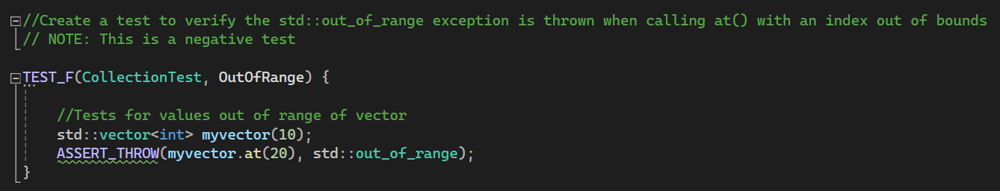 //Create a test to verify the std::out_of_range exception is thrown when calling at() with an index out of bounds
// NOTE: This is a negative test
TEST_F(CollectionTest, OutOfRange) {
//Tests for values out of range of vector
std::vector<int> myvector(10);
ASSERT_THROW(myvector.at(20), std::out_of_range);
}